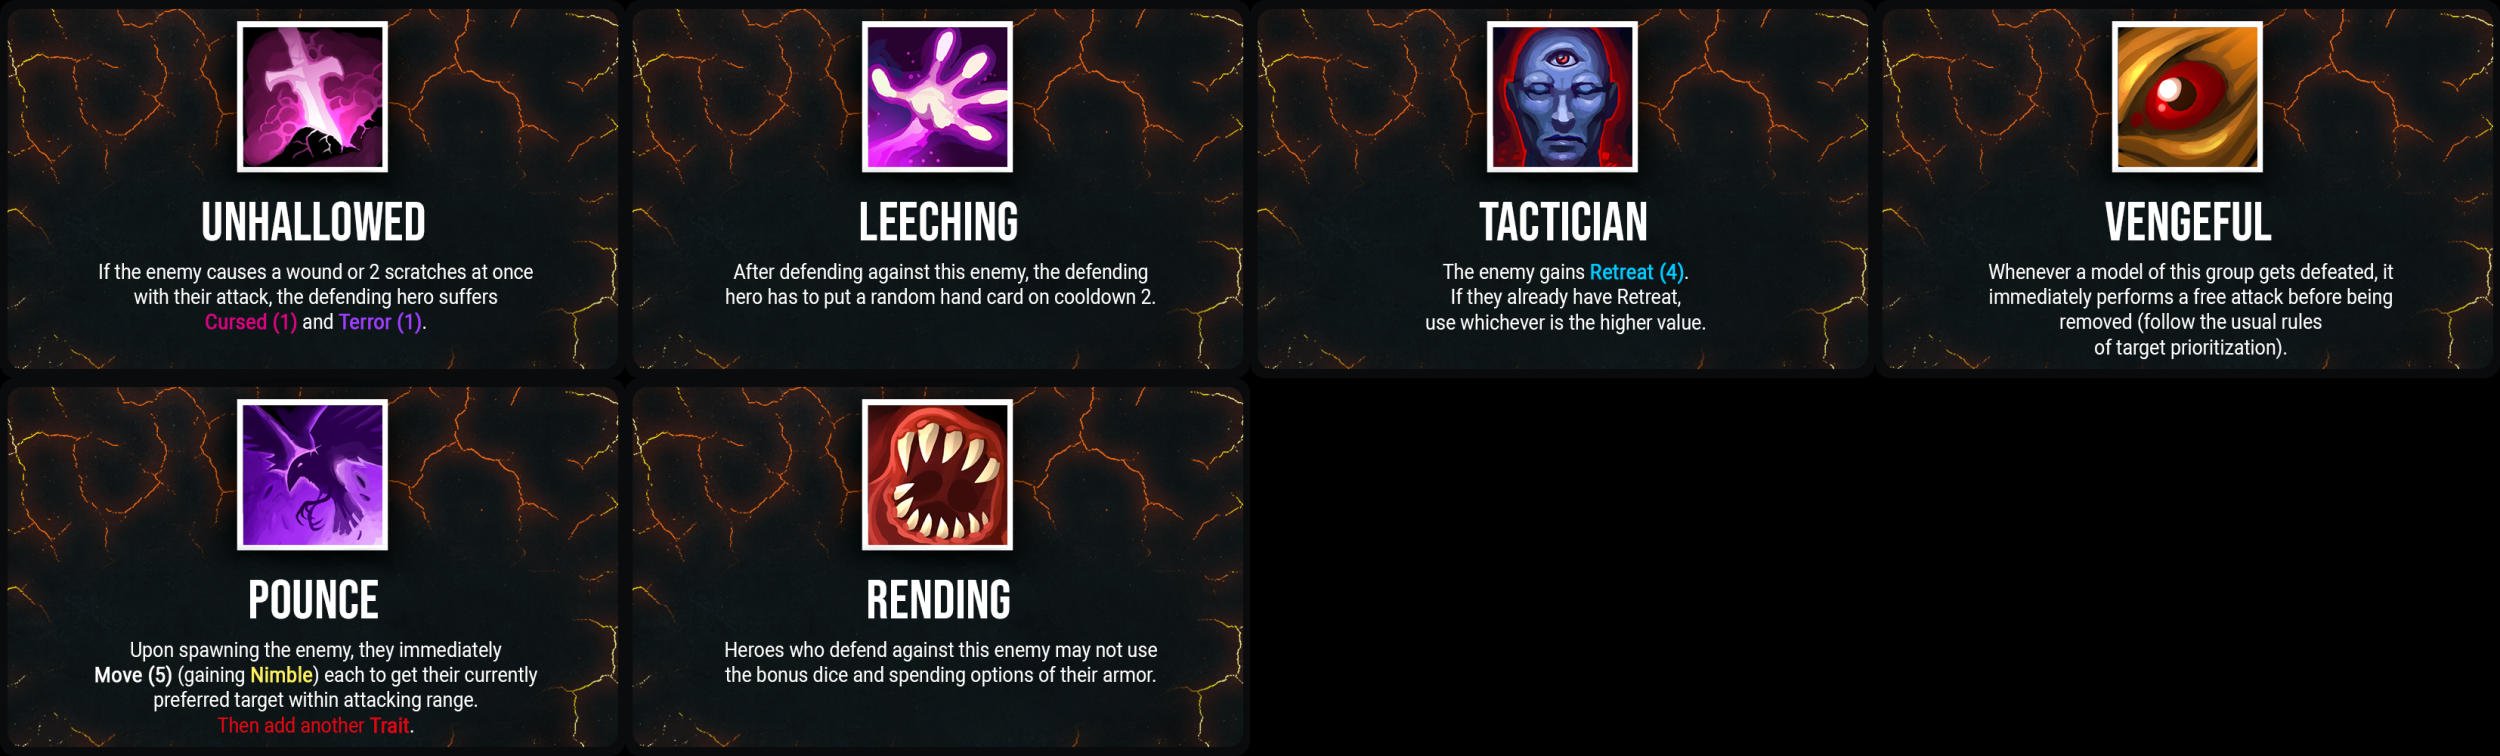 UNHALLOWED
If the enemy causes a wound or 2 scratches at once
with their attack, the defending hero suffers
Cursed (1) and Terror (1).
LEECHING
After defending against this enemy, the defending
hero has to put a random hand card on cooldown 2.
TACTICIAN
The enemy gains Retreat (4).
If they already have Retreat,
use whichever is the higher value.
VENGEFUL
Whenever a model of this group gets defeated, it
immediately performs a free attack before being
removed (follow the usual rules
of target prioritization).
POUNCE
Upon spawning the enemy, they immediately
Move (5) (gaining Nimble) each to get their currently
preferred target within attacking range.
Then add another Trait.
RENDING
Heroes who defend against this enemy may not use
the bonus dice and spending options of their armor.